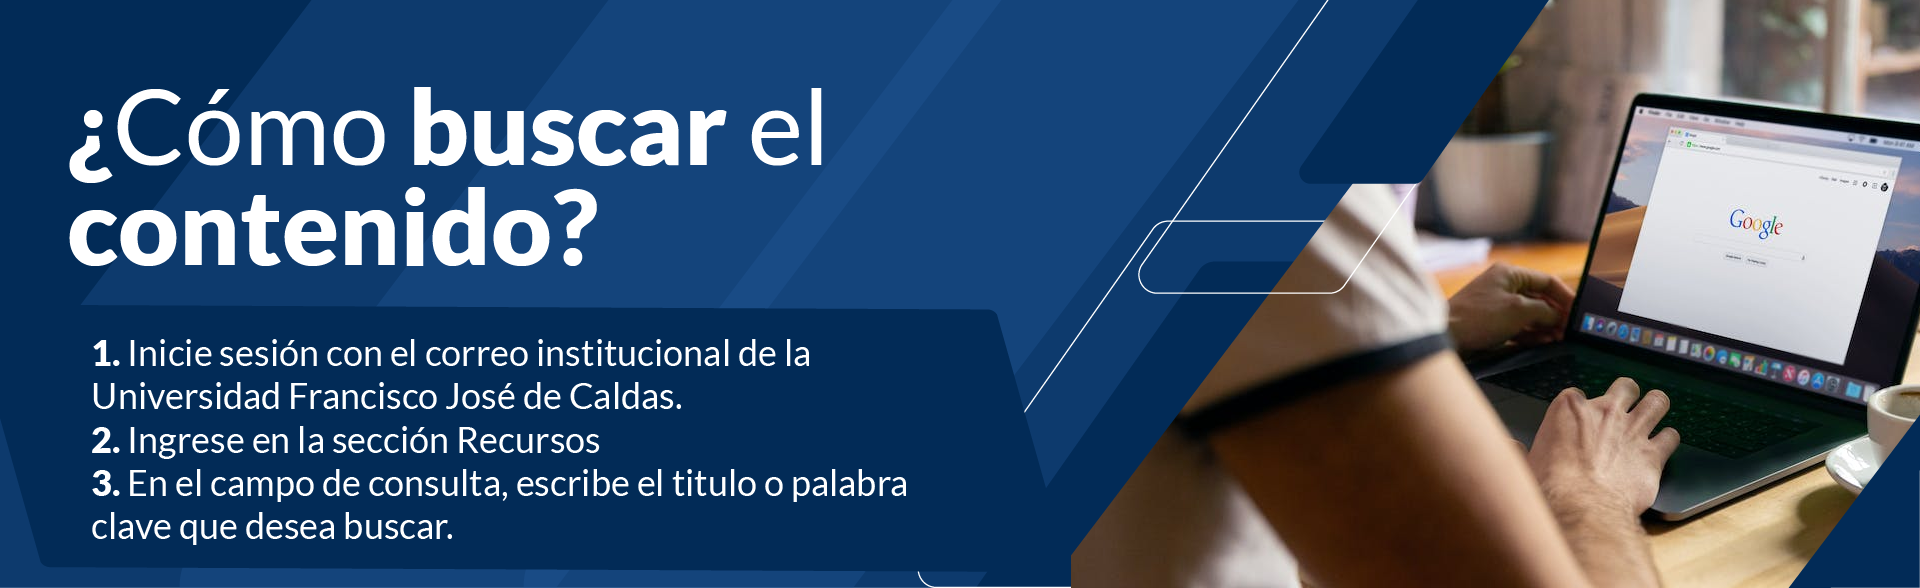 ¿Cómo buscar el
contenido?
1. Inicie sesión con el correo institucional de la
Universidad Francisco José de Caldas.
2. Ingrese en la sección Recursos
3. En el campo de consulta, escribe el titulo o palabra
clave que desea buscar.
Google